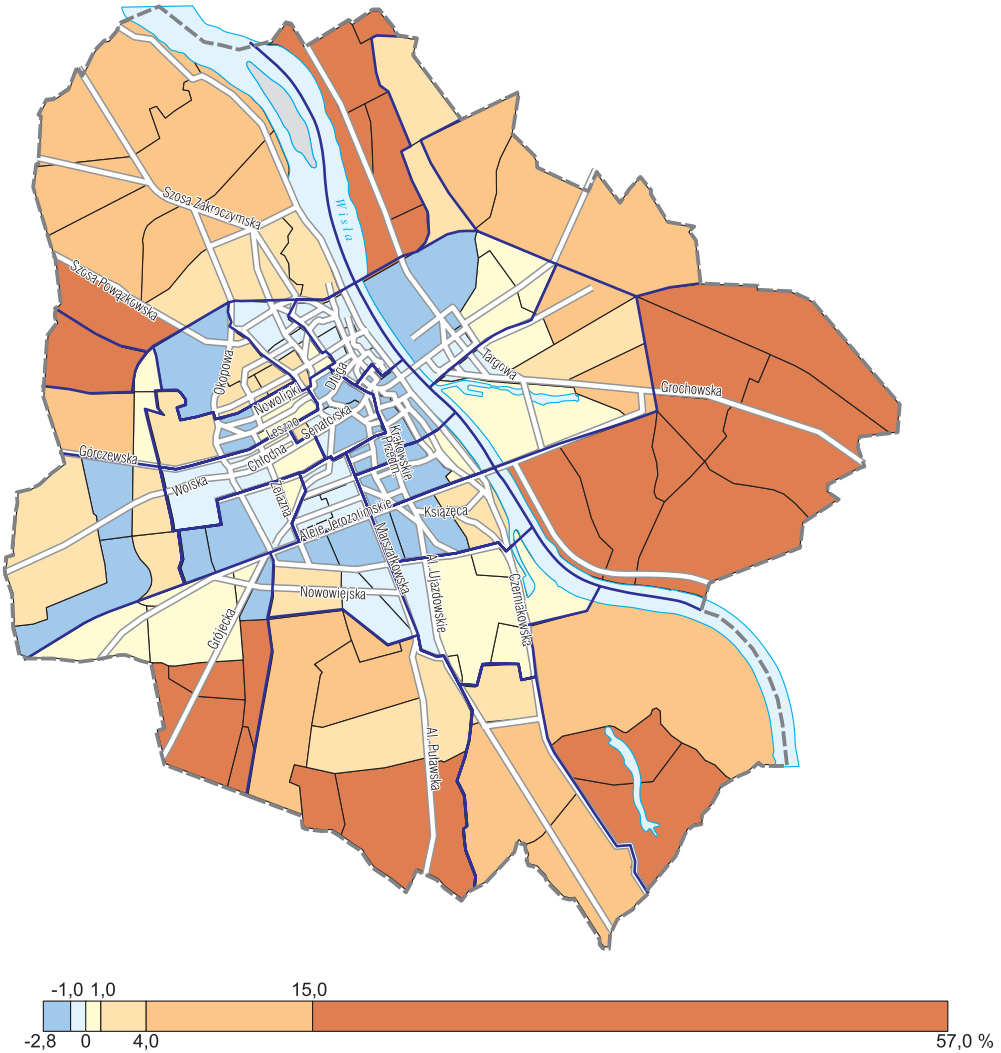 Wisła
Szosa Zakroczymska
Szosa Powązkowska
Okopowa
Targowa
Grochowska
Długa
Nowolipki
Leszno
Senatorska
Chłodna
Krakowskie
Przedm.
Górczewska
Wolska
Żelazna
Aleje Jerozolimskie
Książęca
Marszałkowska
Al. Ujazdowskie
Czerniakowska
Nowowiejska
Grójecka
Al. Puławska
-1,0 1,0 15,0
-2,8 0 4,0 57,0 %